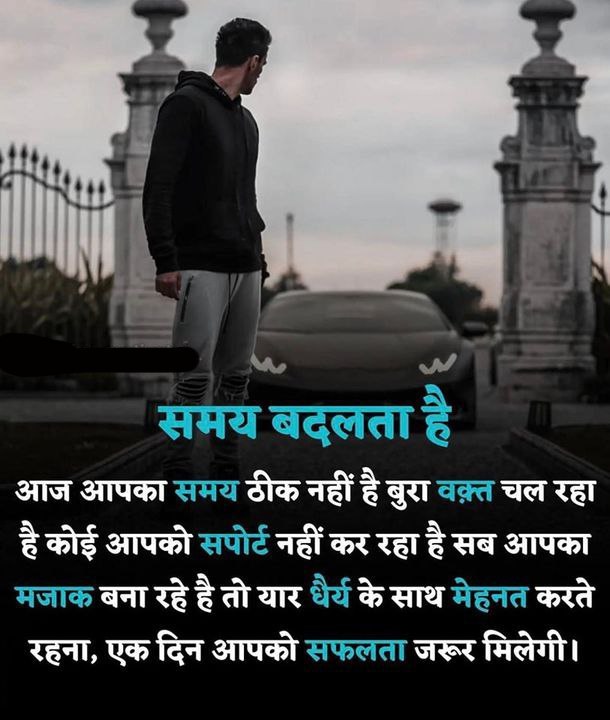 समय बदलता है
आज आपका समय ठीक नहीं है बुरा वक़्त चल रहा
है कोई आपको सपोर्ट नहीं कर रहा है सब आपका
मजाक बना रहे है तो यार धैर्य के साथ मेहनत करते
रहना, एक दिन आपको सफलता जरूर मिलेगी।